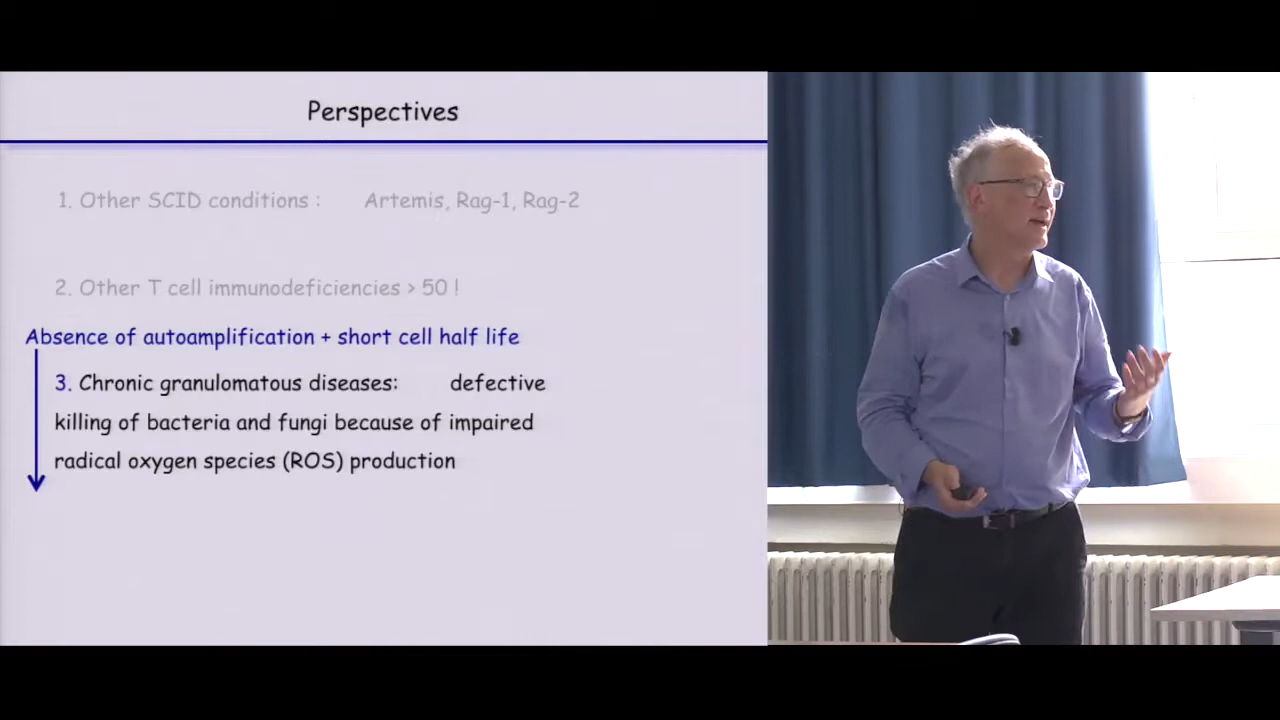 Perspectives
1. Other SCID conditions : Artemis, Rag-1, Rag-2
2. Other T cell immunodeficiencies > 50 !
Absence of autoamplification + short cell half life
3. Chronic granulomatous diseases: defective
killing of bacteria and fungi because of impaired
radical oxygen species (ROS) production